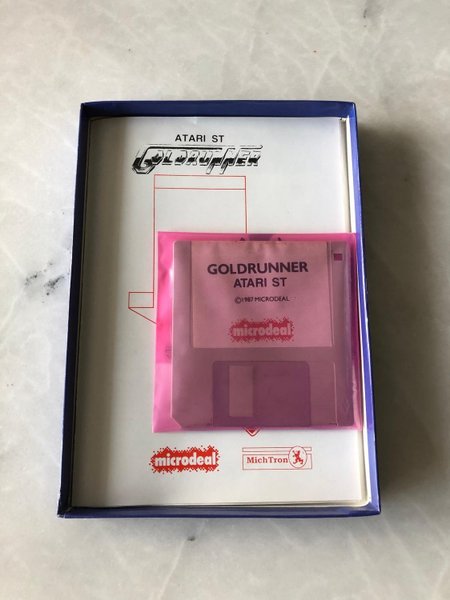 ATARI ST
GOLDRUNNER
GOLDRUNNER
ATARI ST
©1987 MICRODEAL
microdeal
microdeal
MichTron